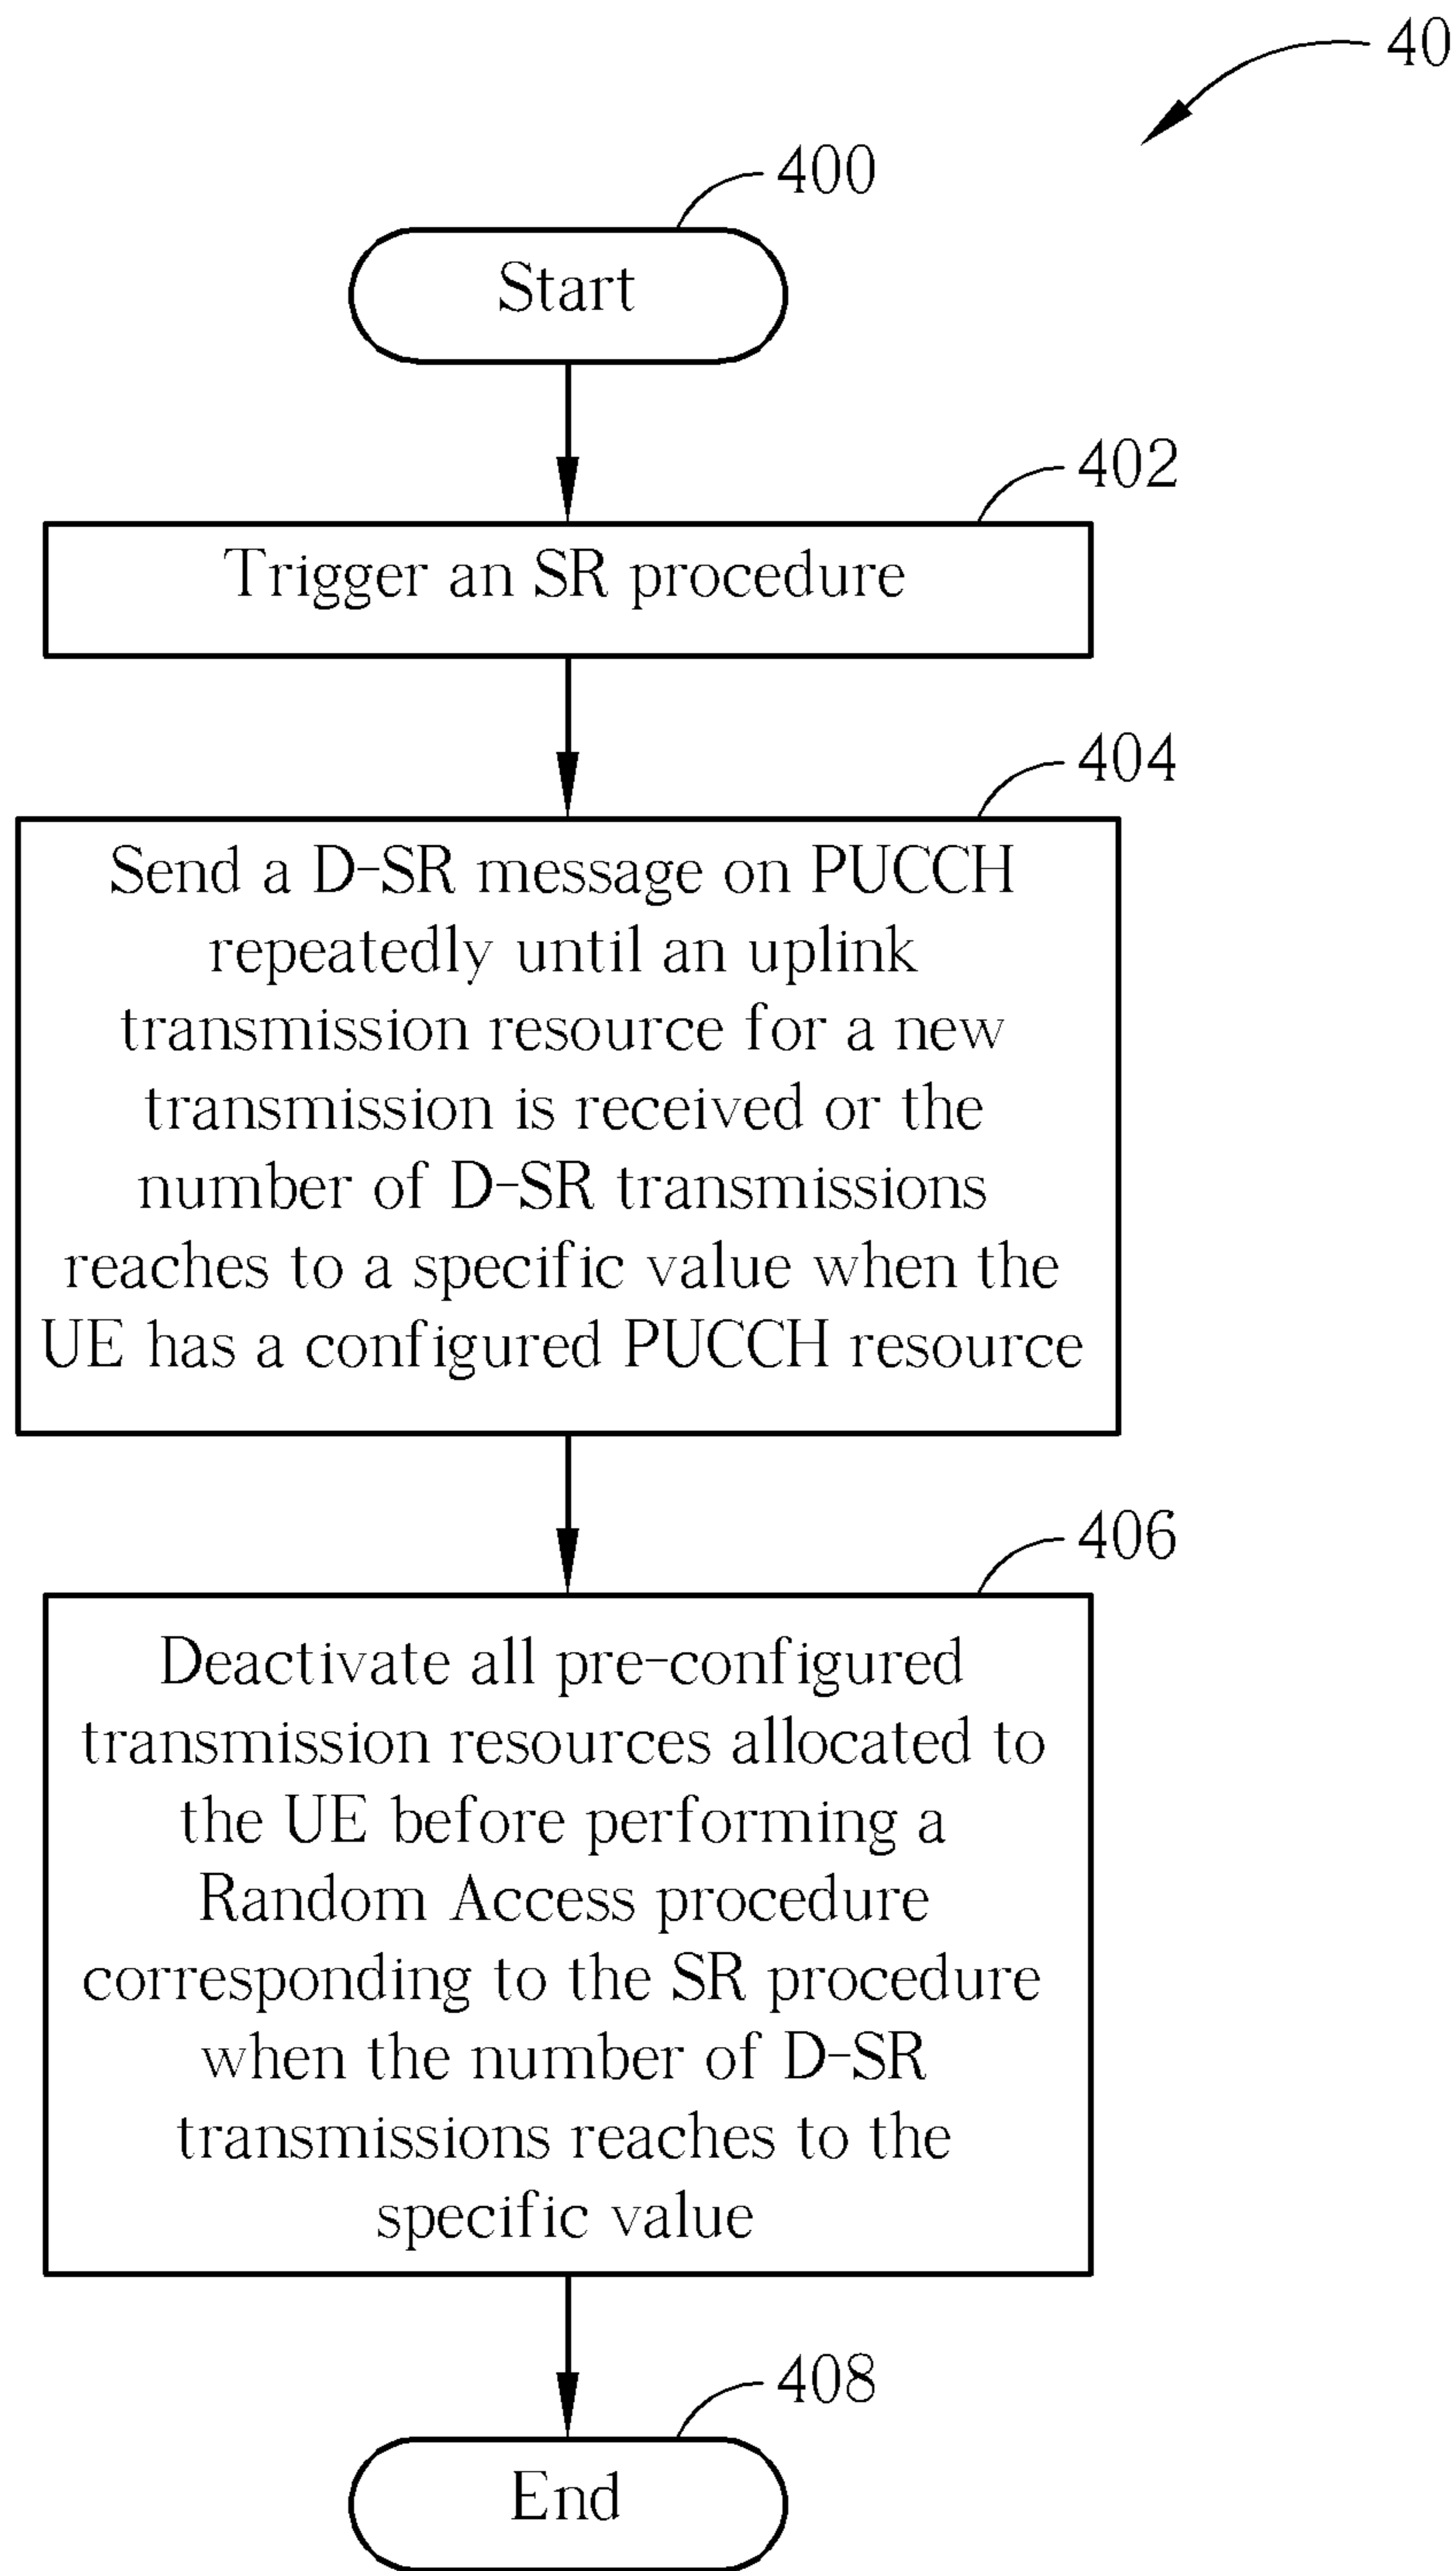 40
400
Start
402
Trigger an SR procedure
404
Send a D-SR message on PUCCH
repeatedly until an uplink
transmission resource for a new
transmission is received or the
number of D-SR transmissions
reaches to a specific value when the
UE has a configured PUCCH resource
406
Deactivate all pre-configured
transmission resources allocated to
the UE before performing a
Random Access procedure
corresponding to the SR procedure
when the number of D-SR
transmissions reaches to the
specific value
408
End